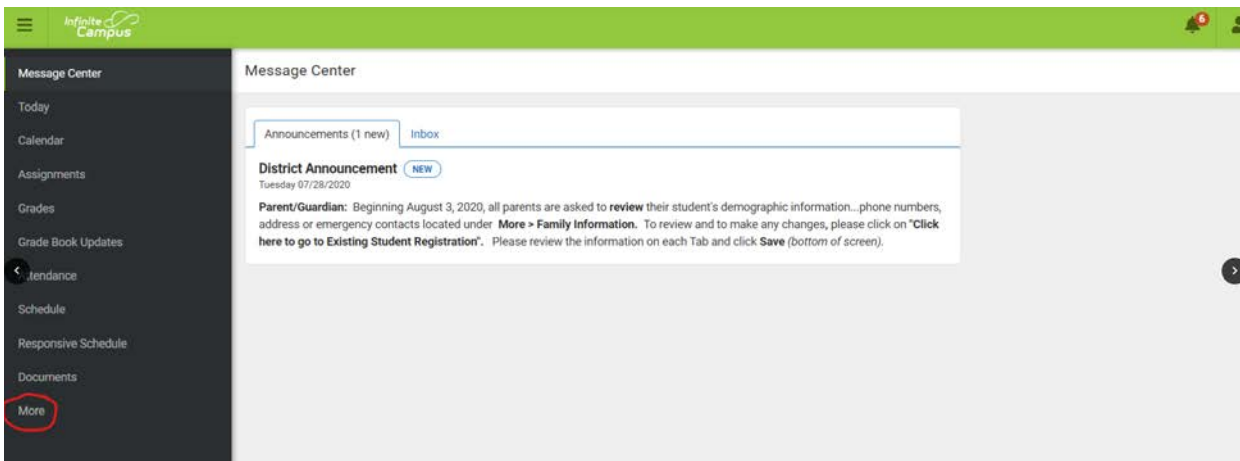 Infinite
Campus
6
Message Center
Today
Calendar
Assignments
Grades
Grade Book Updates
tendance
Schedule
Responsive Schedule
Documents
More
Message Center
Announcements (1 new) Inbox
District Announcement NEW
Tuesday 07/28/2020
Parent/Guardian: Beginning August 3, 2020, all parents are asked to review their student's demographic information...phone numbers,
address or emergency contacts located under More > Family Information. To review and to make any changes, please click on "Click
here to go to Existing Student Registration". Please review the information on each Tab and click Save (bottom of screen).